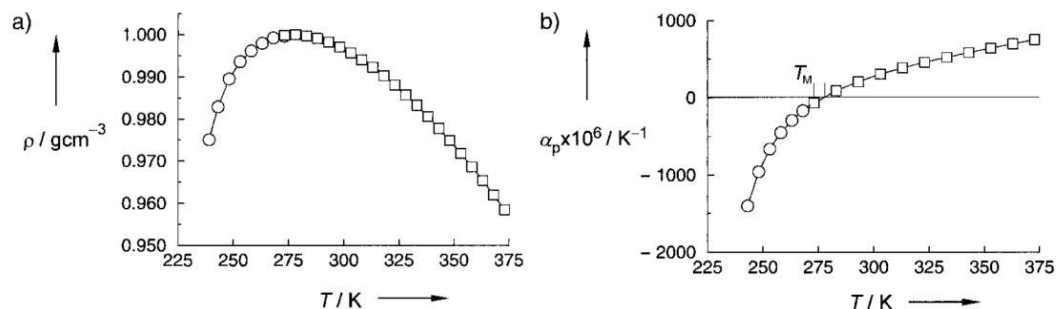 a)
1.000
0.990
0.980
ρ / gcm⁻³
0.970
0.960
0.950
225 250 275 300 325 350 375
T / K
b)
1000
T_M
0
α_p×10⁶ / K⁻¹
− 1000
− 2000
225 250 275 300 325 350 375
T / K